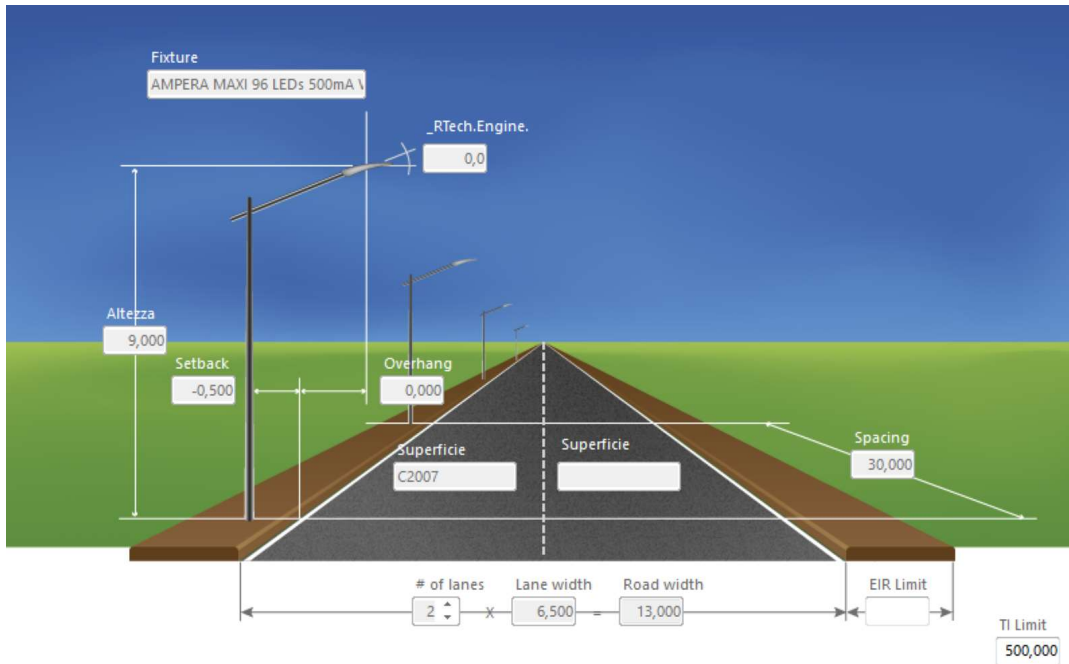 Fixture
AMPERA MAXI 96 LEDs 500mA
_RTech.Engine.
0,0
Altezza
9,000
Setback
-0,500
Overhang
0,000
Superficie
C2007
Superficie
Spacing
30,000
# of lanes
2
X
Lane width
6,500
=
Road width
13,000
EIR Limit
TI Limit
500,000